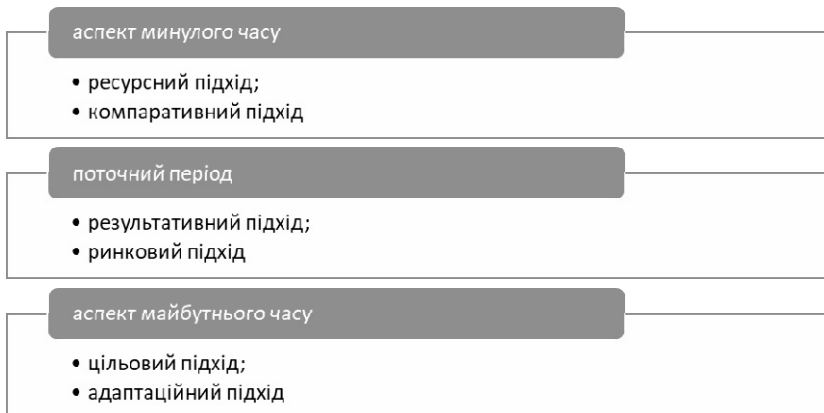 аспект минулого часу
• ресурсний підхід;
• компаративний підхід
поточний період
• результативний підхід;
• ринковий підхід
аспект майбутнього часу
• цільовий підхід;
• адаптаційний підхід